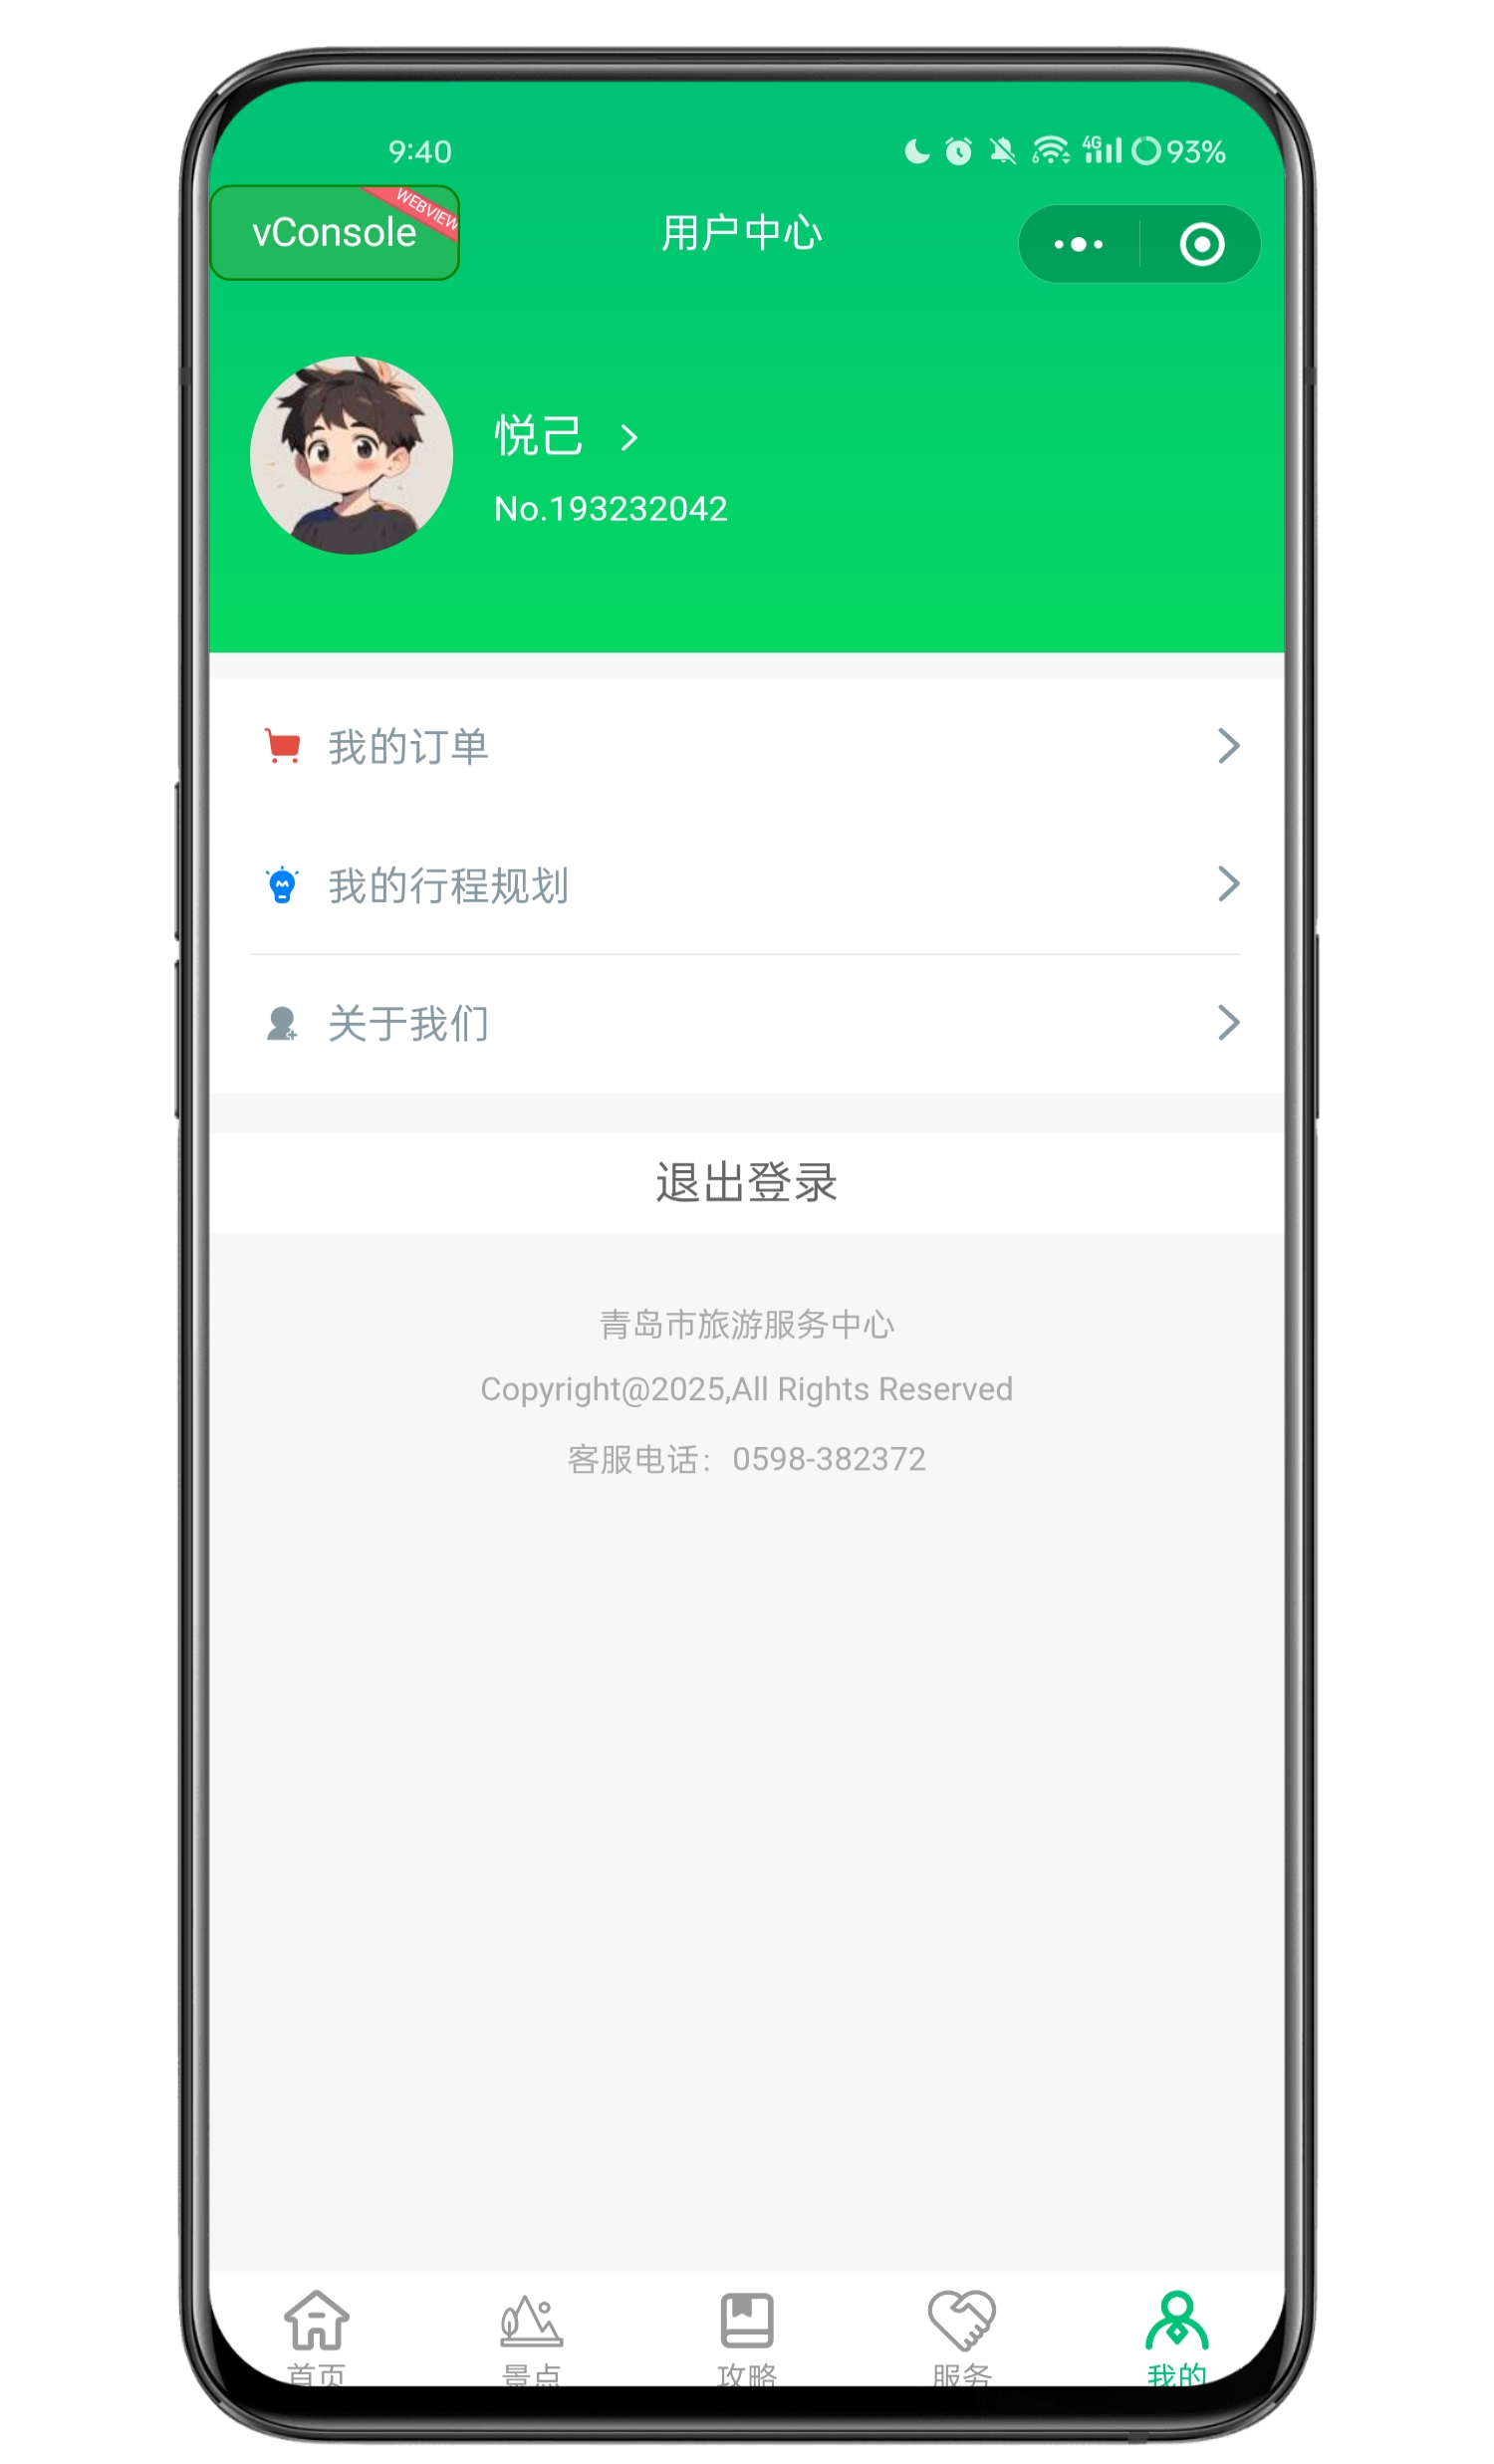 9:40
4G
93%
vConsole
WEBVIEW
用户中心
悦己
No.193232042
我的订单
我的行程规划
关于我们
退出登录
青岛市旅游服务中心
Copyright@2025,All Rights Reserved
客服电话：0598-382372
首页 景点 攻略 服务 我的